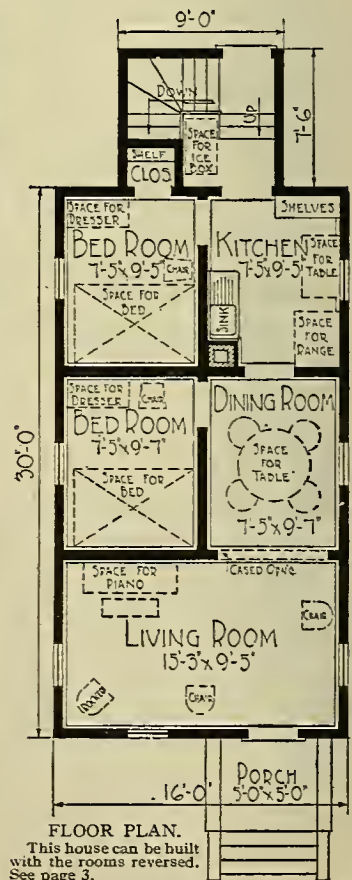 9'-0"
DOWN
UP
SPACE
FOR
ICE
BOX
7'-6"
SHELF
CLOS.
SPACE FOR
DRESSER
BED ROOM
7'-5"x9'-5"
CHAIR
SPACE FOR
BED
SHELVES
KITCHEN
7'-5"x9'-5"
SPACE
FOR
TABLE
SINK
SPACE
FOR
RANGE
30'-0"
SPACE FOR
DRESSER
CHAIR
BED ROOM
7'-5"x9'-7"
SPACE FOR
BED
DINING ROOM
SPACE
FOR
TABLE
7'-5"x9'-7"
CASED OP'N'G
SPACE FOR
PIANO
CHAIR
LIVING ROOM
15'-3"x9'-5"
ROCKER
CHAIR
PORCH
5'-0"x5'-0"
16'-0"
FLOOR PLAN.
This house can be built
with the rooms reversed.
See page 3.